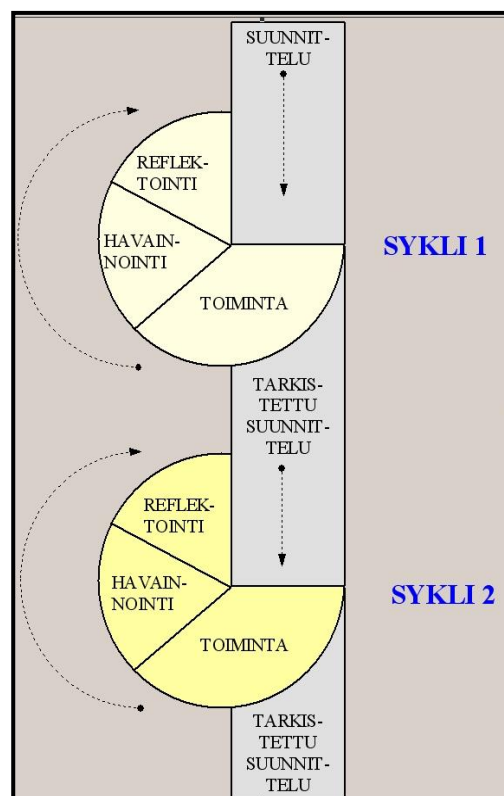 SUUNNIT-
TELU
REFLEK-
TOINTI
HAVAIN-
NOINTI
SYKLI 1
TOIMINTA
TARKIS-
TETTU
SUUNNIT-
TELU
REFLEK-
TOINTI
HAVAIN-
NOINTI
SYKLI 2
TOIMINTA
TARKIS-
TETTU
SUUNNIT-
TELU